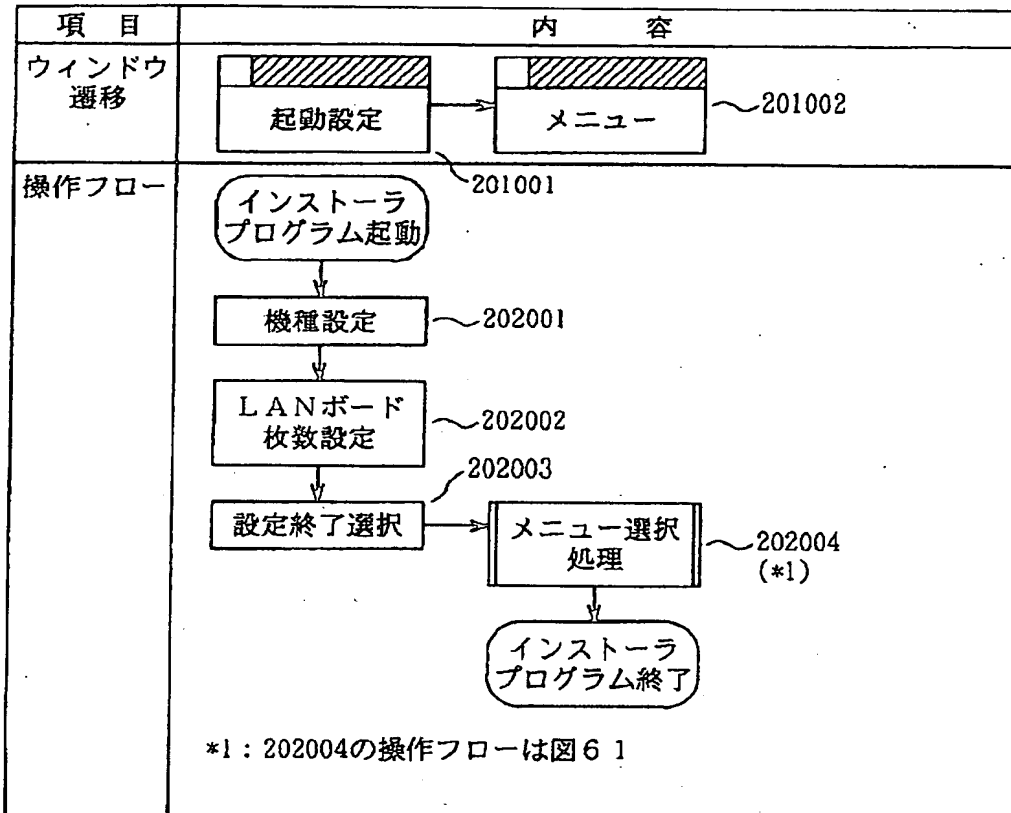 項 目
内 容
ウィンドウ
遷移
起動設定
メニュー
201002
201001
操作フロー
インストーラ
プログラム起動
機種設定
202001
LANボード
枚数設定
202002
202003
設定終了選択
メニュー選択
処理
202004
(*1)
インストーラ
プログラム終了
*1:202004の操作フローは図61